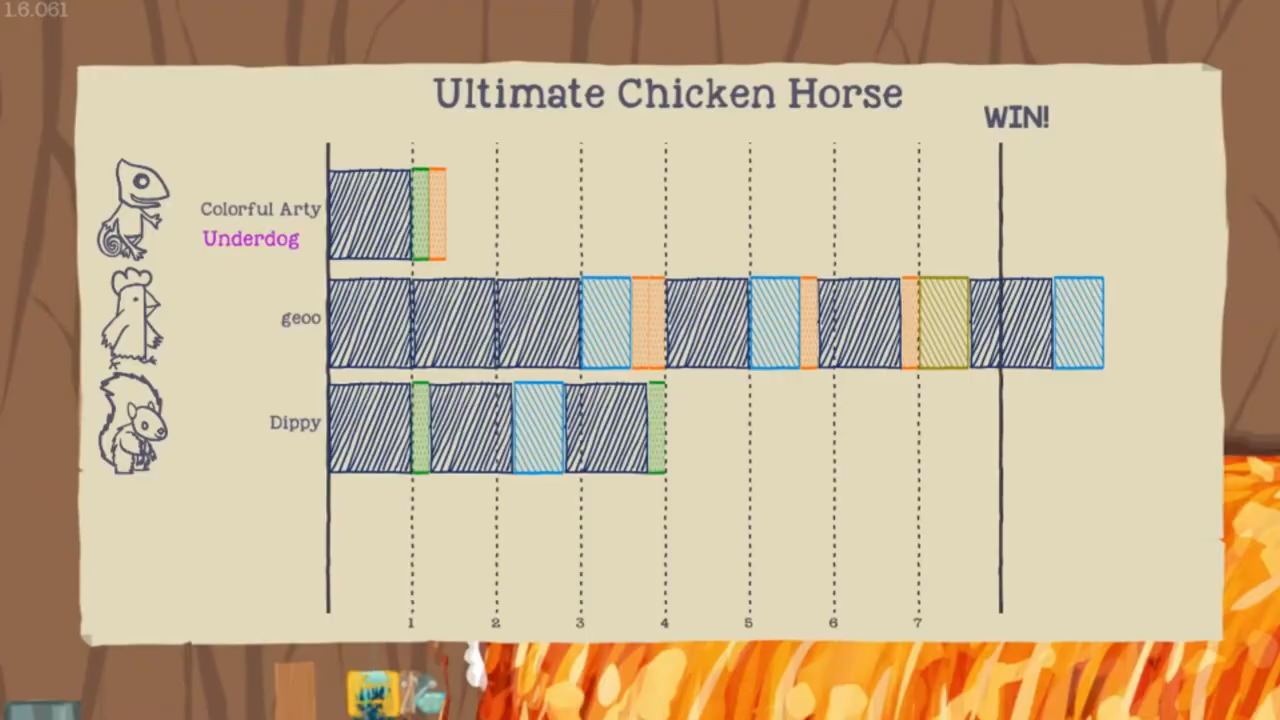 1.6.061
Ultimate Chicken Horse
WIN!
Colorful Arty
Underdog
geoo
Dippy
1 2 3 4 5 6 7